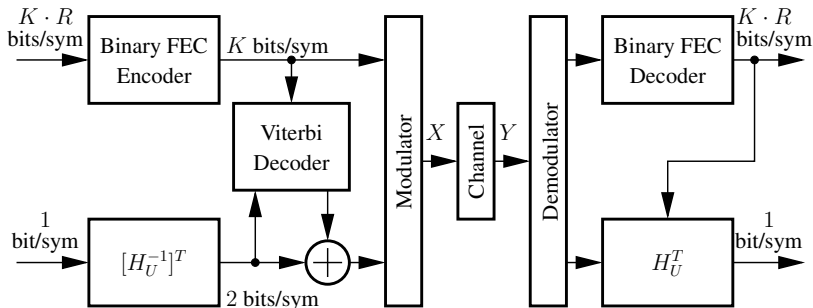 K · R
bits/sym
Binary FEC
Encoder
K bits/sym
Viterbi
Decoder
1
bit/sym
[H_U^{-1}]^T
2 bits/sym
Modulator
X
Channel
Y
Demodulator
Binary FEC
Decoder
K · R
bits/sym
H_U^T
1
bit/sym